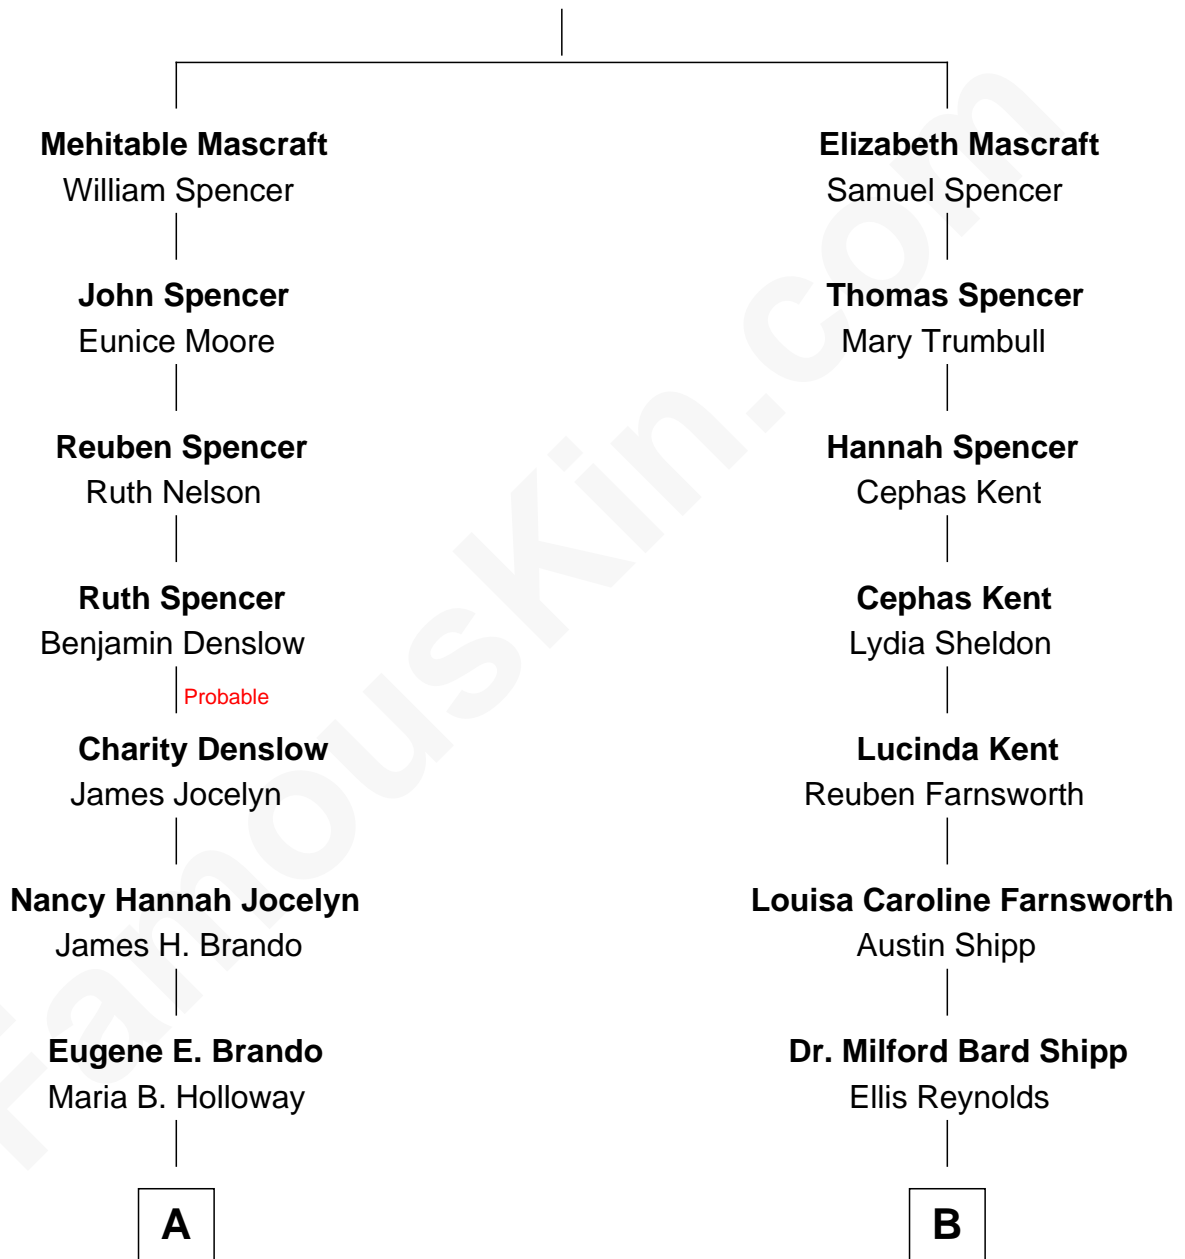 Mehitable Mascraft
William Spencer
John Spencer
Eunice Moore
Reuben Spencer
Ruth Nelson
Ruth Spencer
Benjamin Denslow
Probable
Charity Denslow
James Jocelyn
Nancy Hannah Jocelyn
James H. Brando
Eugene E. Brando
Maria B. Holloway
A
Elizabeth Mascraft
Samuel Spencer
Thomas Spencer
Mary Trumbull
Hannah Spencer
Cephas Kent
Cephas Kent
Lydia Sheldon
Lucinda Kent
Reuben Farnsworth
Louisa Caroline Farnsworth
Austin Shipp
Dr. Milford Bard Shipp
Ellis Reynolds
B
FamousKin.com